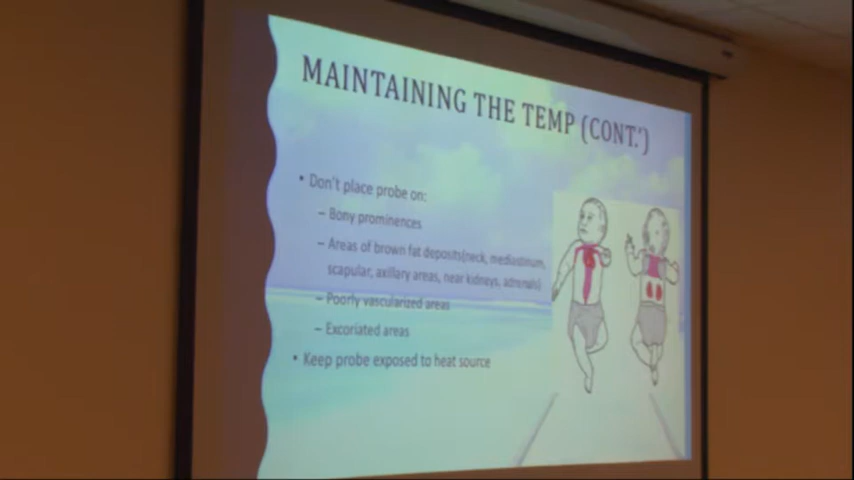 MAINTAINING THE TEMP (CONT.')
• Don't place probe on:
– Bony prominences
– Areas of brown fat deposits(neck, mediastinum,
scapular, axillary areas, near kidneys, adrenals)
– Poorly vascularized areas
– Excoriated areas
• Keep probe exposed to heat source